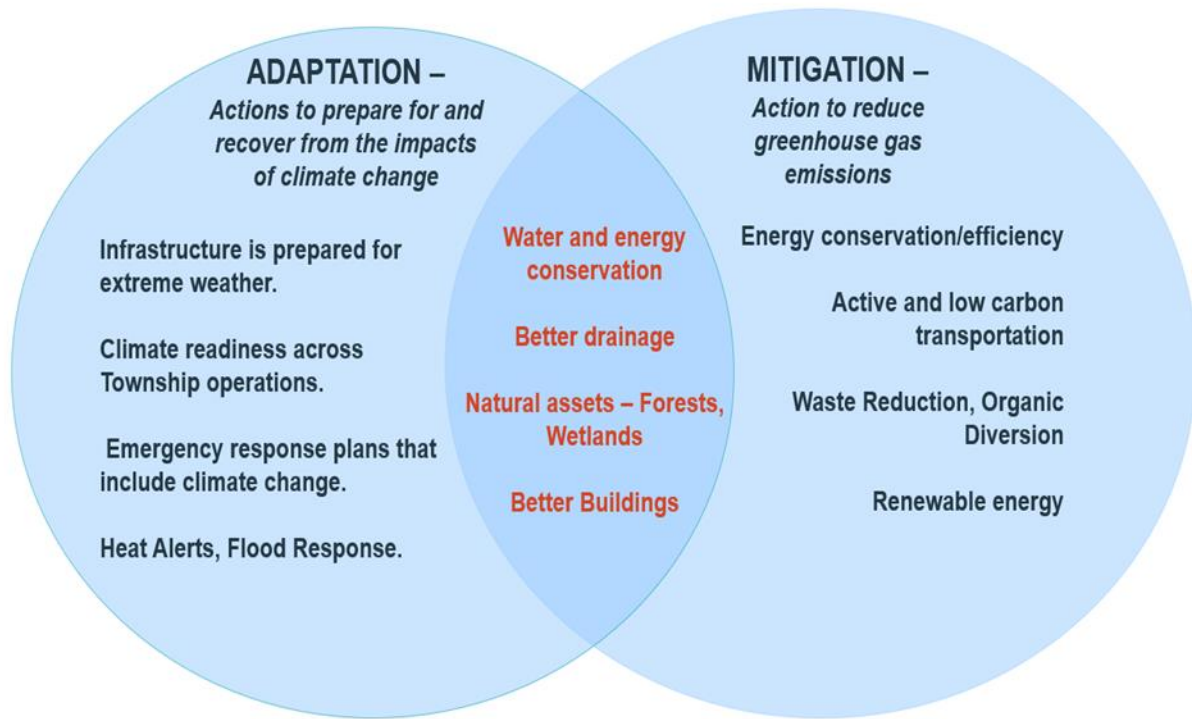 ADAPTATION –
Actions to prepare for and
recover from the impacts
of climate change
Infrastructure is prepared for
extreme weather.
Climate readiness across
Township operations.
Emergency response plans that
include climate change.
Heat Alerts, Flood Response.
Water and energy
conservation
Better drainage
Natural assets – Forests,
Wetlands
Better Buildings
MITIGATION –
Action to reduce
greenhouse gas
emissions
Energy conservation/efficiency
Active and low carbon
transportation
Waste Reduction, Organic
Diversion
Renewable energy